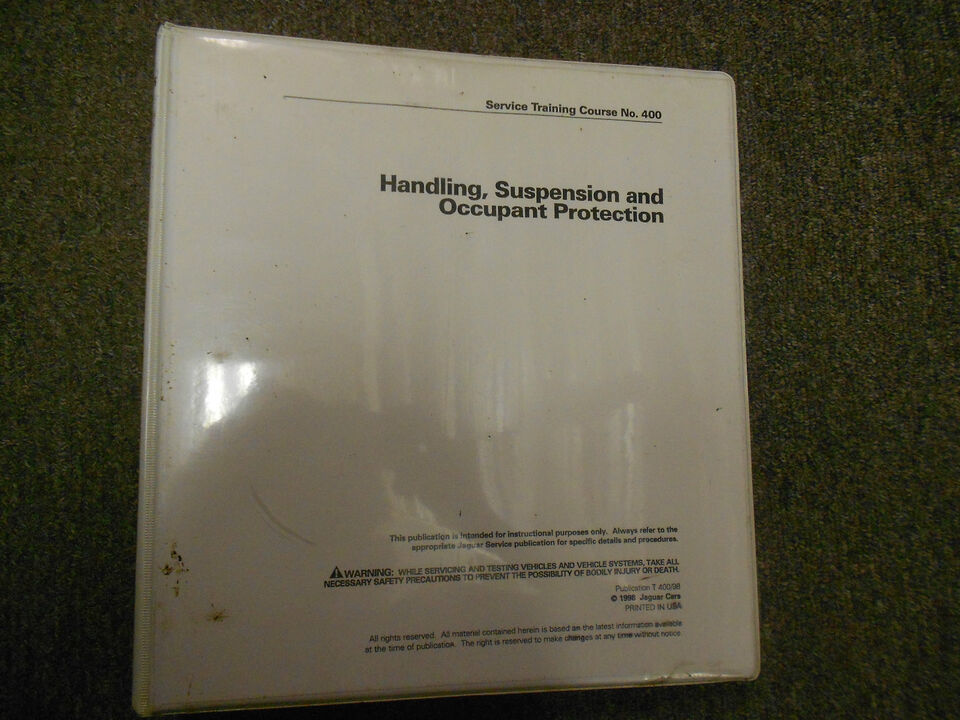 Service Training Course No. 400
Handling, Suspension and
Occupant Protection
This publication is intended for instructional purposes only. Always refer to the
appropriate Jaguar Service publication for specific details and procedures.
WARNING: WHILE SERVICING AND TESTING VEHICLES AND VEHICLE SYSTEMS, TAKE ALL
NECESSARY SAFETY PRECAUTIONS TO PREVENT THE POSSIBILITY OF BODILY INJURY OR DEATH.
Publication T 400/98
© 1998 Jaguar Cars
PRINTED IN USA
All rights reserved. All material contained herein is based on the latest information available
at the time of publication. The right is reserved to make changes at any time without notice.